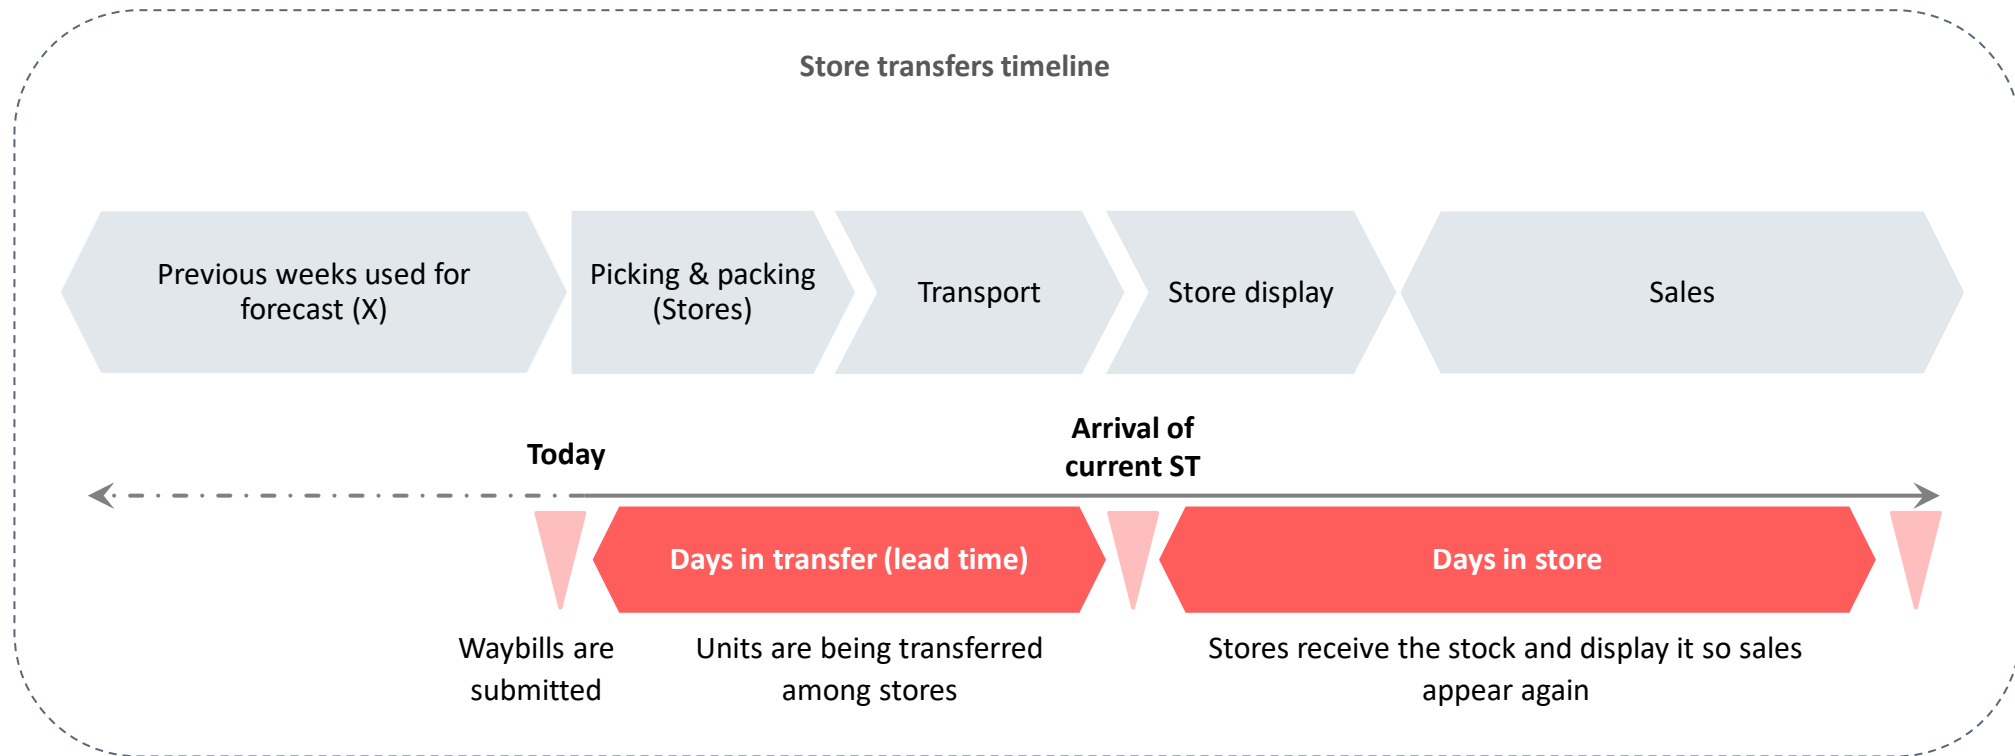 Store transfers timeline
Previous weeks used for
forecast (X)
Picking & packing
(Stores)
Transport
Store display
Sales
Today
Arrival of
current ST
Days in transfer (lead time)
Days in store
Waybills are
submitted
Units are being transferred
among stores
Stores receive the stock and display it so sales
appear again